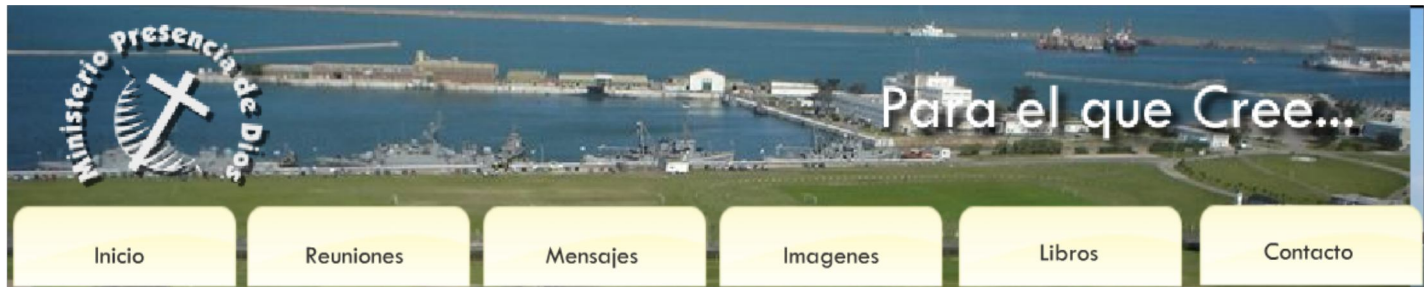 Ministerio Presencia de Dios
Para el que Cree...
Inicio
Reuniones
Mensajes
Imagenes
Libros
Contacto